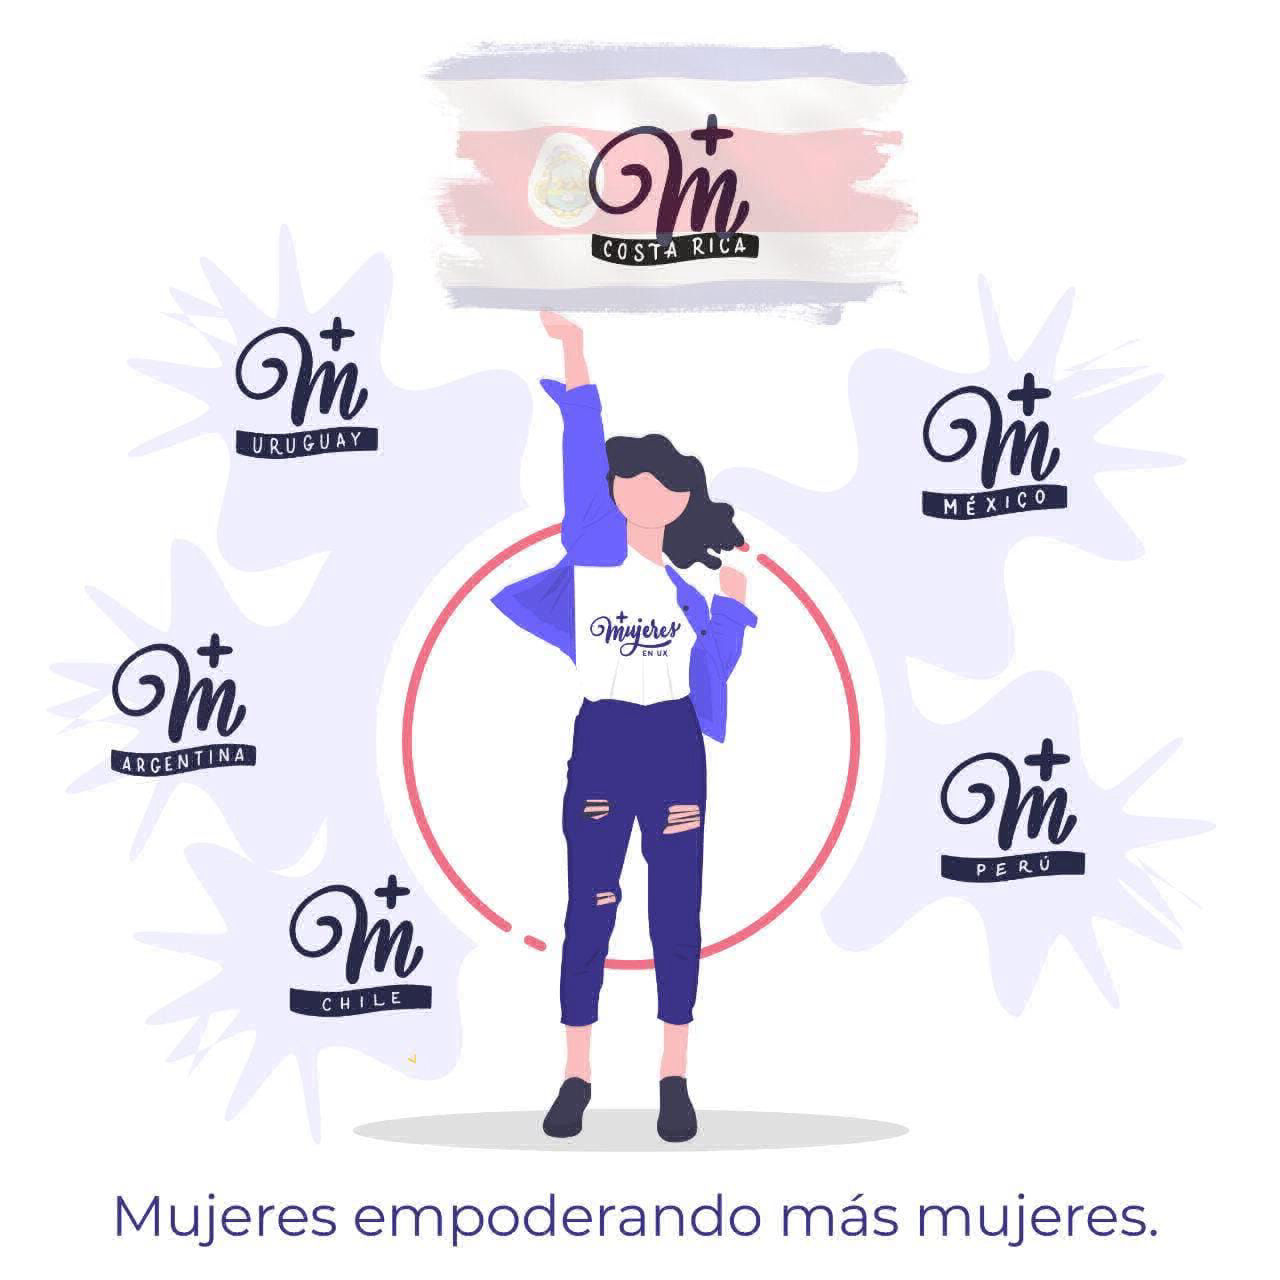 +
m
COSTA RICA
+
m
URUGUAY
+
m
MÉXICO
+
mujeres
EN UX
+
m
ARGENTINA
+
m
PERÚ
+
m
CHILE
Mujeres empoderando más mujeres.